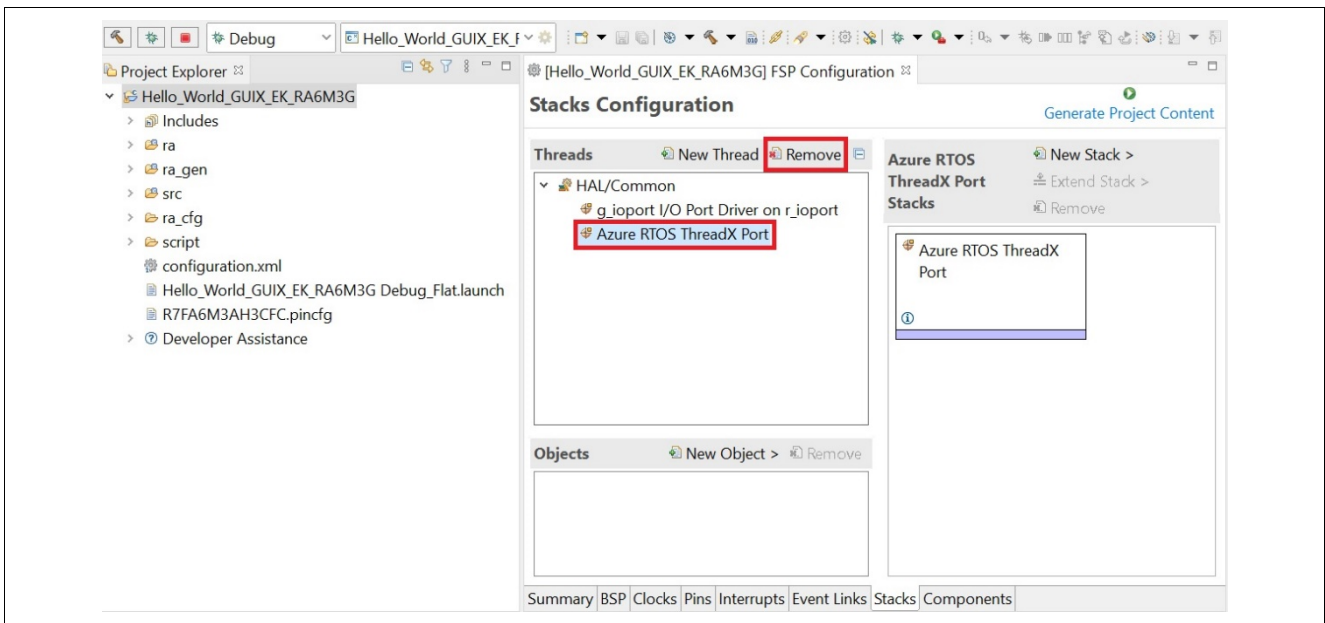 Debug
Hello_World_GUIX_EK_F
Project Explorer
Hello_World_GUIX_EK_RA6M3G
Includes
ra
ra_gen
src
ra_cfg
script
configuration.xml
Hello_World_GUIX_EK_RA6M3G Debug_Flat.launch
R7FA6M3AH3CFC.pincfg
Developer Assistance
[Hello_World_GUIX_EK_RA6M3G] FSP Configuration
Stacks Configuration
Generate Project Content
Threads New Thread Remove
HAL/Common
g_ioport I/O Port Driver on r_ioport
Azure RTOS ThreadX Port
Objects New Object > Remove
Azure RTOS
ThreadX Port
Stacks
New Stack >
Extend Stack >
Remove
Azure RTOS ThreadX
Port
Summary BSP Clocks Pins Interrupts Event Links Stacks Components